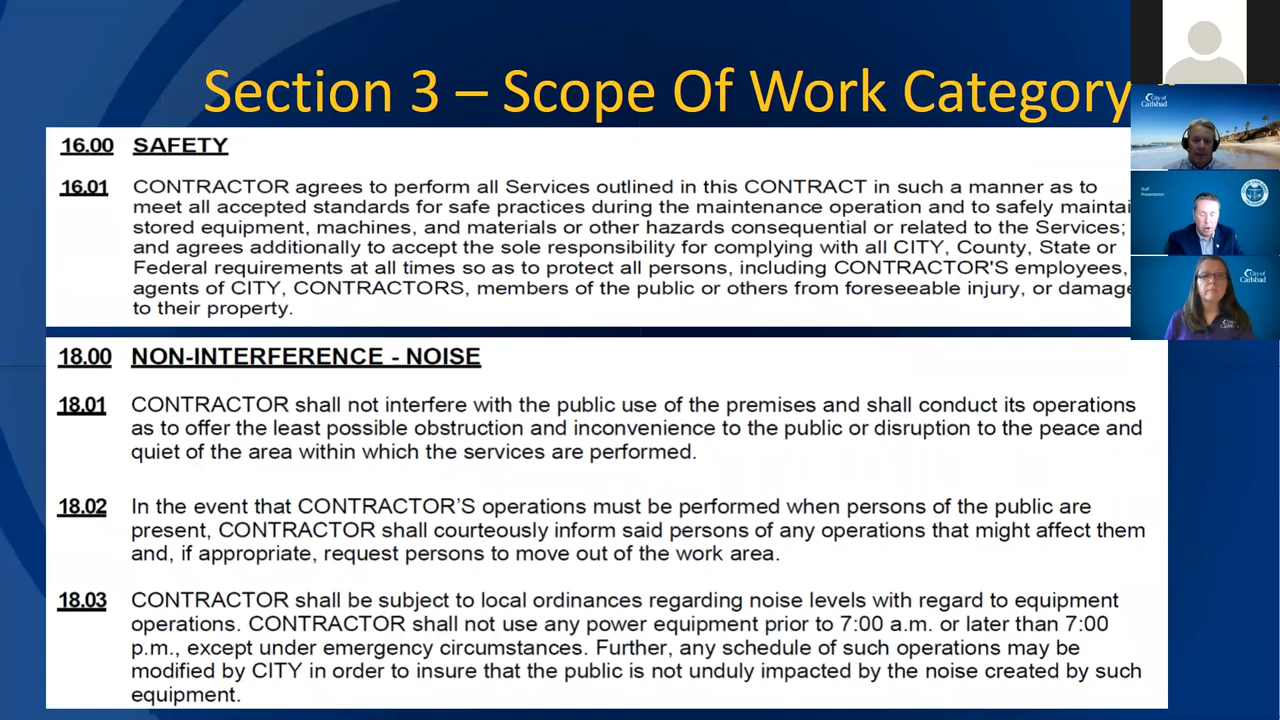 Section 3 – Scope Of Work Category
16.00 SAFETY
16.01 CONTRACTOR agrees to perform all Services outlined in this CONTRACT in such a manner as to
meet all accepted standards for safe practices during the maintenance operation and to safely maintai
stored equipment, machines, and materials or other hazards consequential or related to the Services;
and agrees additionally to accept the sole responsibility for complying with all CITY, County, State or
Federal requirements at all times so as to protect all persons, including CONTRACTOR'S employees,
agents of CITY, CONTRACTORS, members of the public or others from foreseeable injury, or damage
to their property.
18.00 NON-INTERFERENCE - NOISE
18.01 CONTRACTOR shall not interfere with the public use of the premises and shall conduct its operations
as to offer the least possible obstruction and inconvenience to the public or disruption to the peace and
quiet of the area within which the services are performed.
18.02 In the event that CONTRACTOR'S operations must be performed when persons of the public are
present, CONTRACTOR shall courteously inform said persons of any operations that might affect them
and, if appropriate, request persons to move out of the work area.
18.03 CONTRACTOR shall be subject to local ordinances regarding noise levels with regard to equipment
operations. CONTRACTOR shall not use any power equipment prior to 7:00 a.m. or later than 7:00
p.m., except under emergency circumstances. Further, any schedule of such operations may be
modified by CITY in order to insure that the public is not unduly impacted by the noise created by such
equipment.
City of
Carlsbad
Staff
Presentation
City of
Carlsbad